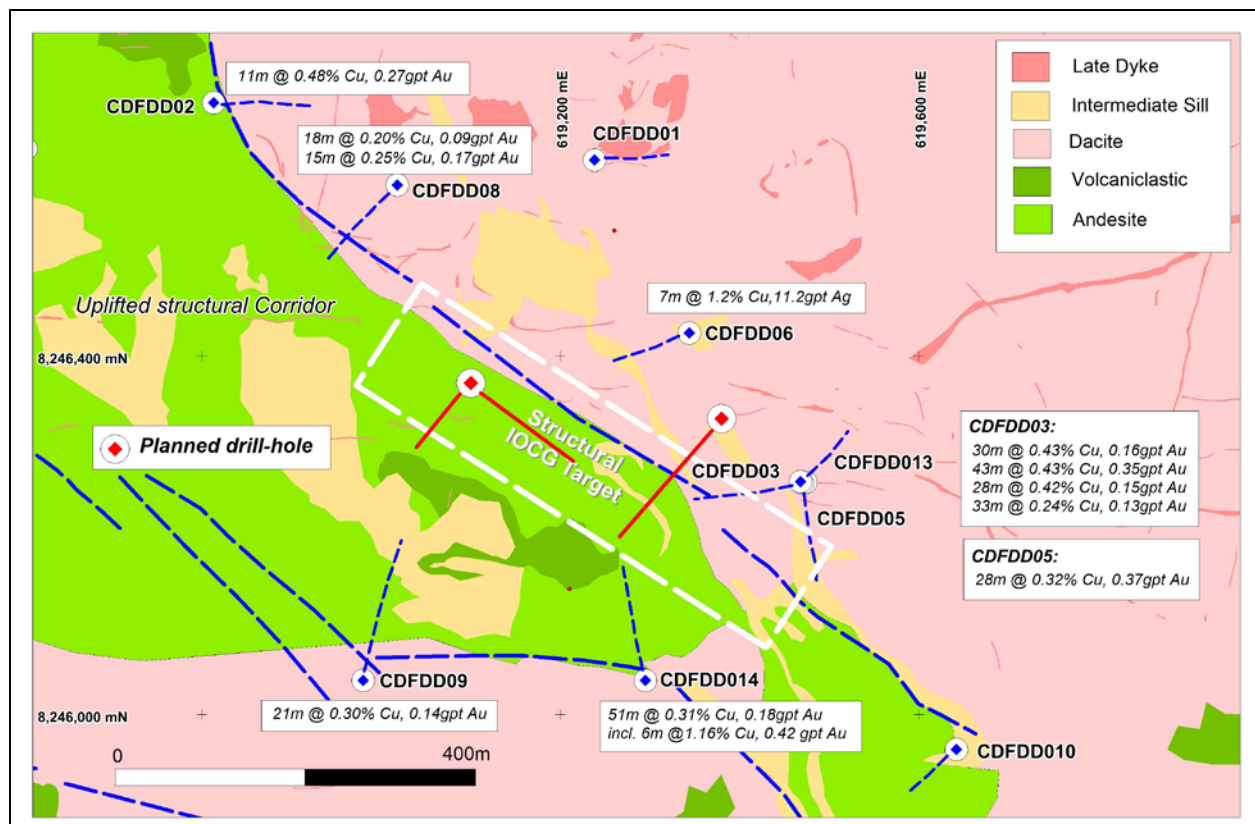 11m @ 0.48% Cu, 0.27gpt Au
CDFDD02
18m @ 0.20% Cu, 0.09gpt Au
15m @ 0.25% Cu, 0.17gpt Au
CDFDD08
619,200 mE
CDFDD01
619,600 mE
Late Dyke
Intermediate Sill
Dacite
Volcaniclastic
Andesite
Uplifted structural Corridor
7m @ 1.2% Cu,11.2gpt Ag
CDFDD06
8,246,400 mN
Planned drill-hole
Structural
IOCG Target
CDFDD03
CDFDD013
CDFDD05
CDFDD03:
30m @ 0.43% Cu, 0.16gpt Au
43m @ 0.43% Cu, 0.35gpt Au
28m @ 0.42% Cu, 0.15gpt Au
33m @ 0.24% Cu, 0.13gpt Au
CDFDD05:
28m @ 0.32% Cu, 0.37gpt Au
CDFDD09
CDFDD014
8,246,000 mN
21m @ 0.30% Cu, 0.14gpt Au
51m @ 0.31% Cu, 0.18gpt Au
incl. 6m @1.16% Cu, 0.42 gpt Au
CDFDD010
0
400m